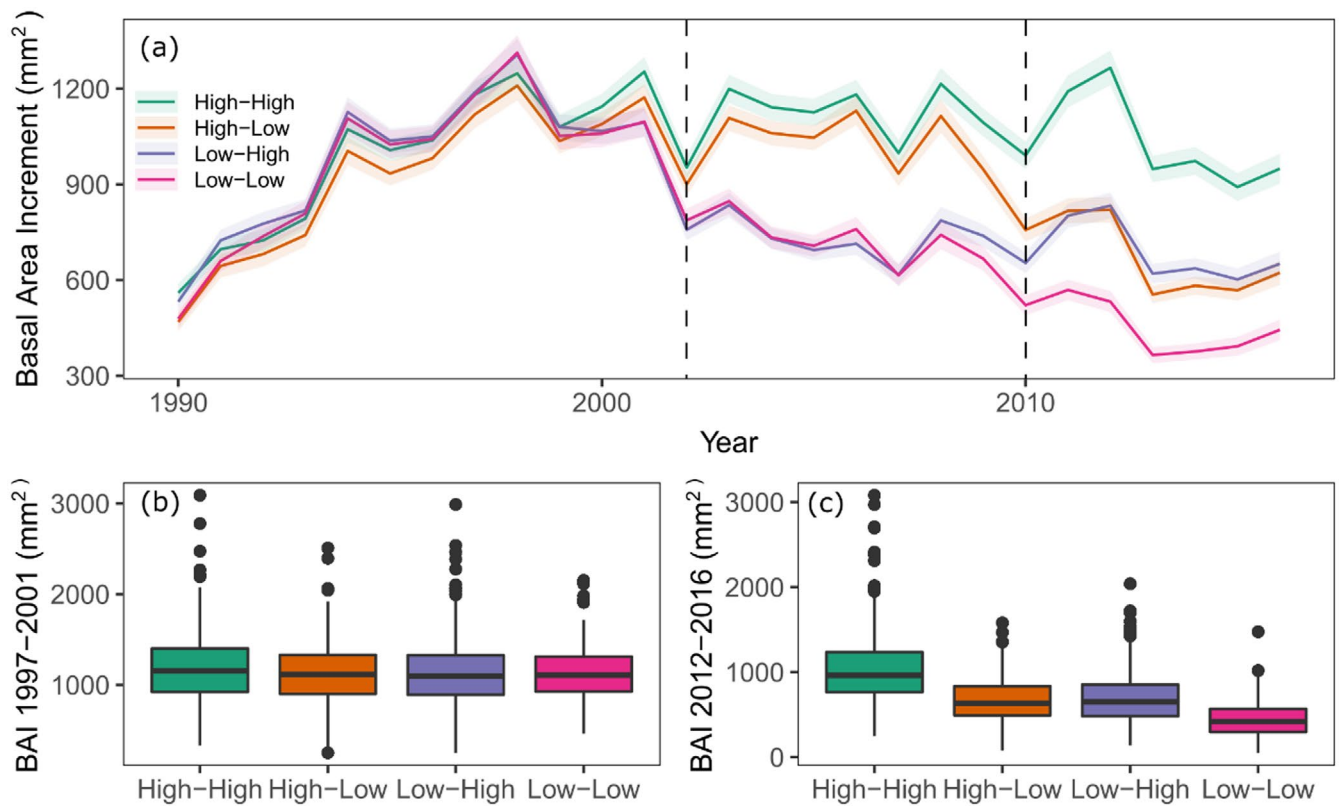 (a)
Basal Area Increment (mm²)
1200
900
600
300
High−High
High−Low
Low−High
Low−Low
1990
2000
2010
Year
(b)
BAI 1997−2001 (mm²)
3000
2000
1000
High−High
High−Low
Low−High
Low−Low
(c)
BAI 2012−2016 (mm²)
3000
2000
1000
0
High−High
High−Low
Low−High
Low−Low